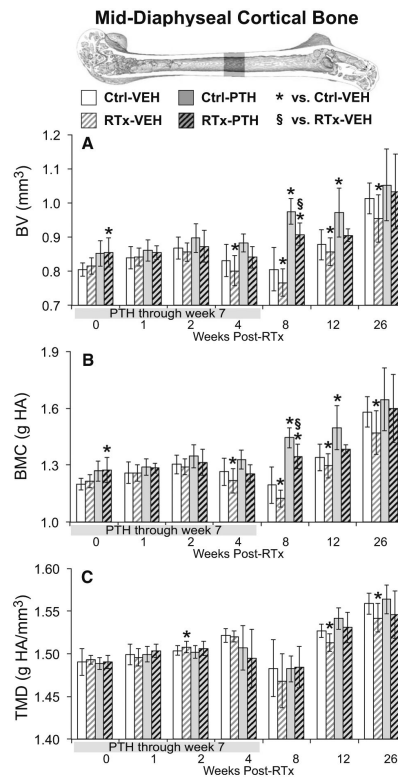 Mid-Diaphyseal Cortical Bone
Ctrl-VEH Ctrl-PTH * vs. Ctrl-VEH
RTx-VEH RTx-PTH § vs. RTx-VEH
A
BV (mm³)
1.2
1.1
1.0
0.9
0.8
0.7
* * * * § * * * *
PTH through week 7
0 1 2 4 8 12 26
Weeks Post-RTx
B
BMC (g HA)
1.9
1.6
1.3
1.0
* * * * § * * * *
PTH through week 7
0 1 2 4 8 12 26
Weeks Post-RTx
C
TMD (g HA/mm³)
1.60
1.55
1.50
1.45
1.40
* * *
PTH through week 7
0 1 2 4 8 12 26
Weeks Post-RTx